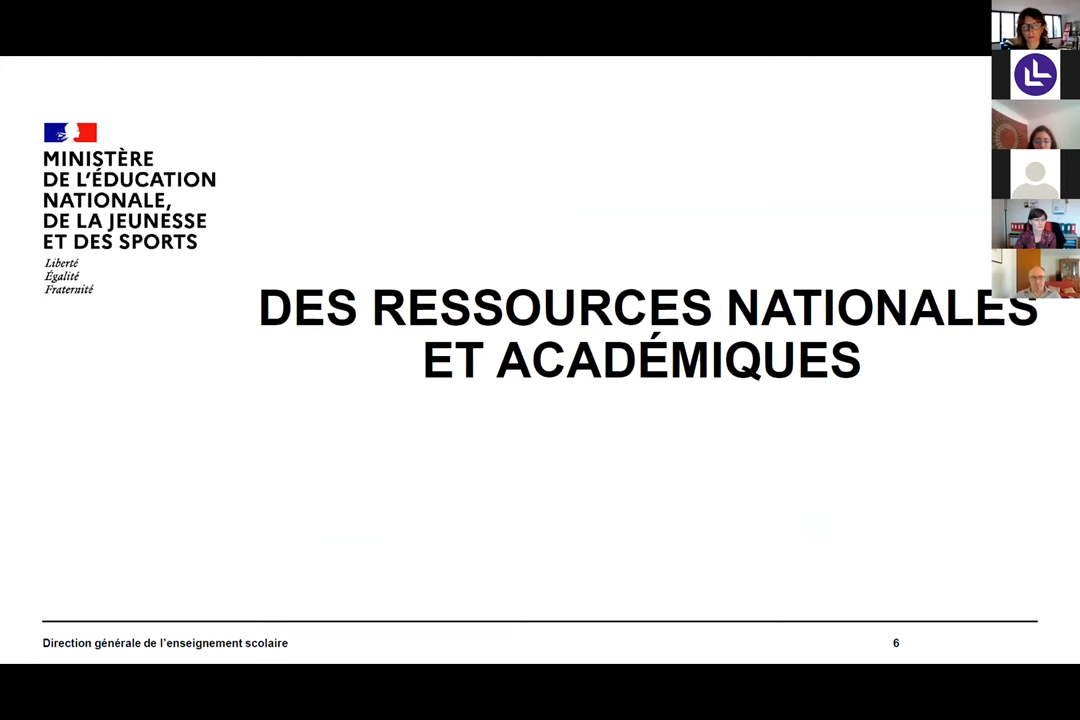 MINISTÈRE
DE L'ÉDUCATION
NATIONALE,
DE LA JEUNESSE
ET DES SPORTS
Liberté
Égalité
Fraternité
DES RESSOURCES NATIONALES
ET ACADÉMIQUES
Direction générale de l'enseignement scolaire
6